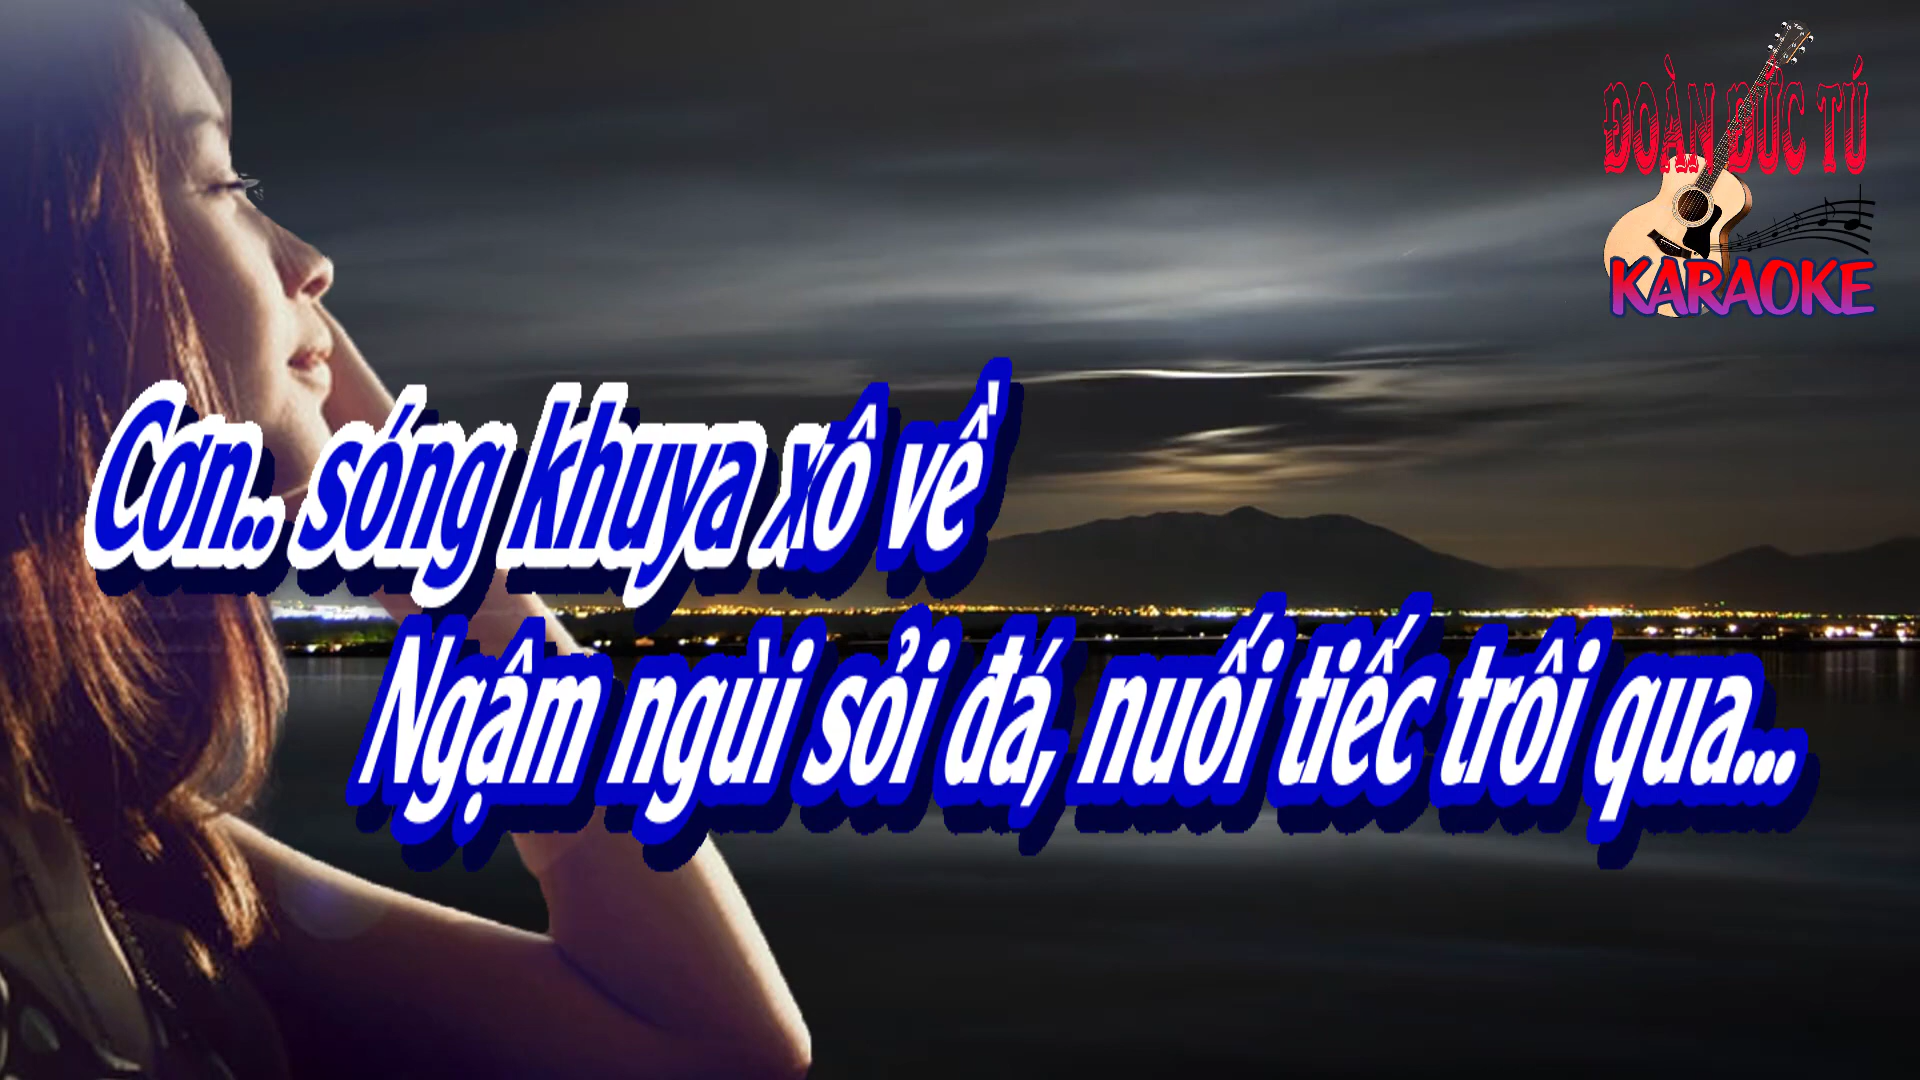 ĐOÀN ĐỨC TÚ
KARAOKE
Cơn.. sóng khuya xô về
Ngậm ngùi sỏi đá, nuối tiếc trôi qua...